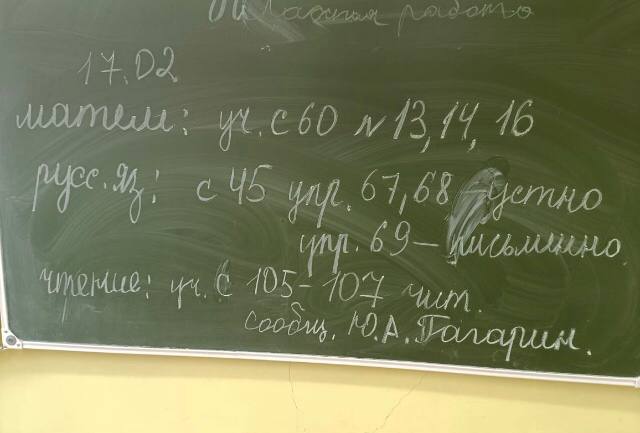 работа
17.02
матем: уч. с 60 № 13, 14, 16
русс. яз: с 45 упр. 67, 68 - устно
упр. 69 – письменно
чтение: уч. с 105-107 чит.
сообщ. Ю.А. Гагарин.